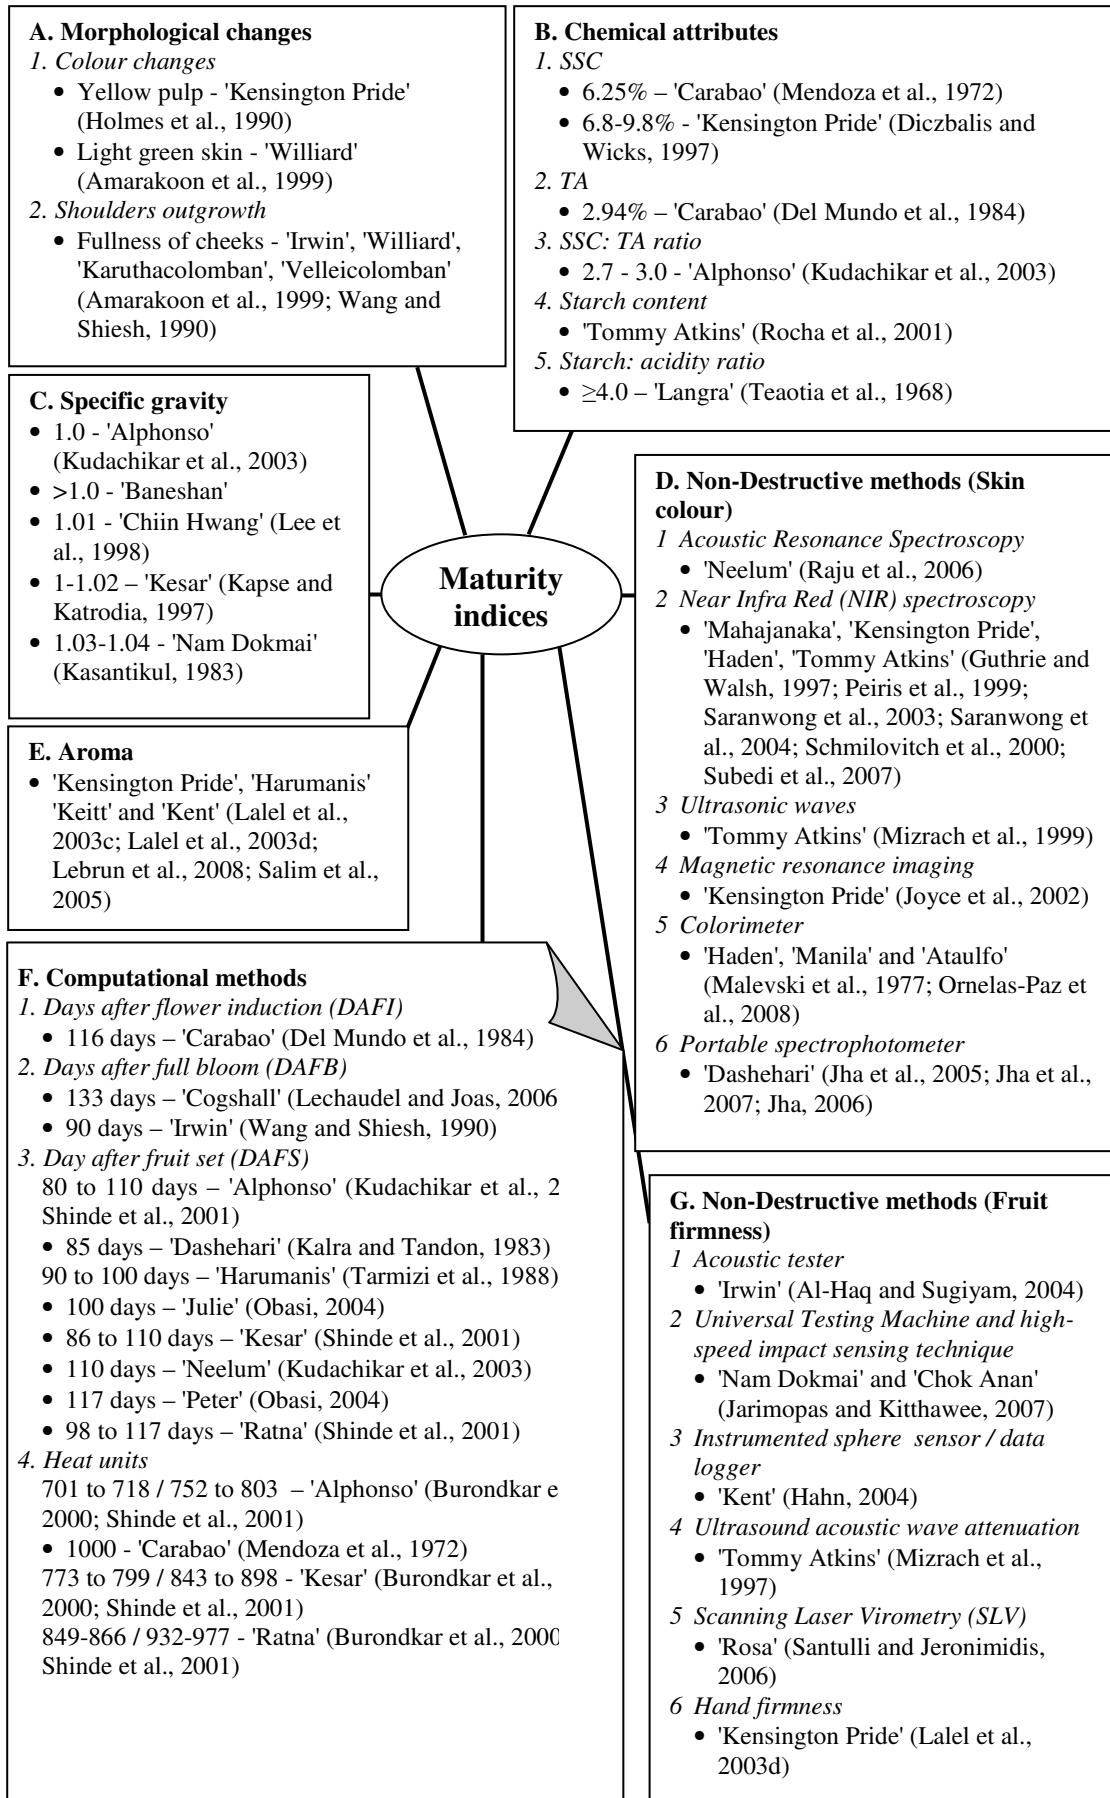 A. Morphological changes
1. Colour changes
• Yellow pulp - 'Kensington Pride'
(Holmes et al., 1990)
• Light green skin - 'Williard'
(Amarakoon et al., 1999)
2. Shoulders outgrowth
• Fullness of cheeks - 'Irwin', 'Williard',
'Karuthacolomban', 'Velleicolomban'
(Amarakoon et al., 1999; Wang and
Shiesh, 1990)
B. Chemical attributes
1. SSC
• 6.25% – 'Carabao' (Mendoza et al., 1972)
• 6.8-9.8% - 'Kensington Pride' (Diczbalis and
Wicks, 1997)
2. TA
• 2.94% – 'Carabao' (Del Mundo et al., 1984)
3. SSC: TA ratio
• 2.7 - 3.0 - 'Alphonso' (Kudachikar et al., 2003)
4. Starch content
• 'Tommy Atkins' (Rocha et al., 2001)
5. Starch: acidity ratio
• ≥4.0 – 'Langra' (Teaotia et al., 1968)
C. Specific gravity
• 1.0 - 'Alphonso'
(Kudachikar et al., 2003)
• >1.0 - 'Baneshan'
• 1.01 - 'Chiin Hwang' (Lee et
al., 1998)
• 1-1.02 – 'Kesar' (Kapse and
Katrodia, 1997)
• 1.03-1.04 - 'Nam Dokmai'
(Kasantikul, 1983)
Maturity
indices
D. Non-Destructive methods (Skin
colour)
1 Acoustic Resonance Spectroscopy
• 'Neelum' (Raju et al., 2006)
2 Near Infra Red (NIR) spectroscopy
• 'Mahajanaka', 'Kensington Pride',
'Haden', 'Tommy Atkins' (Guthrie and
Walsh, 1997; Peiris et al., 1999;
Saranwong et al., 2003; Saranwong et
al., 2004; Schmilovitch et al., 2000;
Subedi et al., 2007)
3 Ultrasonic waves
• 'Tommy Atkins' (Mizrach et al., 1999)
4 Magnetic resonance imaging
• 'Kensington Pride' (Joyce et al., 2002)
5 Colorimeter
• 'Haden', 'Manila' and 'Ataulfo'
(Malevski et al., 1977; Ornelas-Paz et
al., 2008)
6 Portable spectrophotometer
• 'Dashehari' (Jha et al., 2005; Jha et al.,
2007; Jha, 2006)
E. Aroma
• 'Kensington Pride', 'Harumanis'
'Keitt' and 'Kent' (Lalel et al.,
2003c; Lalel et al., 2003d;
Lebrun et al., 2008; Salim et al.,
2005)
F. Computational methods
1. Days after flower induction (DAFI)
• 116 days – 'Carabao' (Del Mundo et al., 1984)
2. Days after full bloom (DAFB)
• 133 days – 'Cogshall' (Lechaudel and Joas, 2006
• 90 days – 'Irwin' (Wang and Shiesh, 1990)
3. Day after fruit set (DAFS)
80 to 110 days – 'Alphonso' (Kudachikar et al., 2
Shinde et al., 2001)
• 85 days – 'Dashehari' (Kalra and Tandon, 1983)
90 to 100 days – 'Harumanis' (Tarmizi et al., 1988)
• 100 days – 'Julie' (Obasi, 2004)
• 86 to 110 days – 'Kesar' (Shinde et al., 2001)
• 110 days – 'Neelum' (Kudachikar et al., 2003)
• 117 days – 'Peter' (Obasi, 2004)
• 98 to 117 days – 'Ratna' (Shinde et al., 2001)
4. Heat units
701 to 718 / 752 to 803 – 'Alphonso' (Burondkar e
2000; Shinde et al., 2001)
• 1000 - 'Carabao' (Mendoza et al., 1972)
773 to 799 / 843 to 898 - 'Kesar' (Burondkar et al.,
2000; Shinde et al., 2001)
849-866 / 932-977 - 'Ratna' (Burondkar et al., 2000
Shinde et al., 2001)
G. Non-Destructive methods (Fruit
firmness)
1 Acoustic tester
• 'Irwin' (Al-Haq and Sugiyam, 2004)
2 Universal Testing Machine and high-
speed impact sensing technique
• 'Nam Dokmai' and 'Chok Anan'
(Jarimopas and Kitthawee, 2007)
3 Instrumented sphere sensor / data
logger
• 'Kent' (Hahn, 2004)
4 Ultrasound acoustic wave attenuation
• 'Tommy Atkins' (Mizrach et al.,
1997)
5 Scanning Laser Virometry (SLV)
• 'Rosa' (Santulli and Jeronimidis,
2006)
6 Hand firmness
• 'Kensington Pride' (Lalel et al.,
2003d)